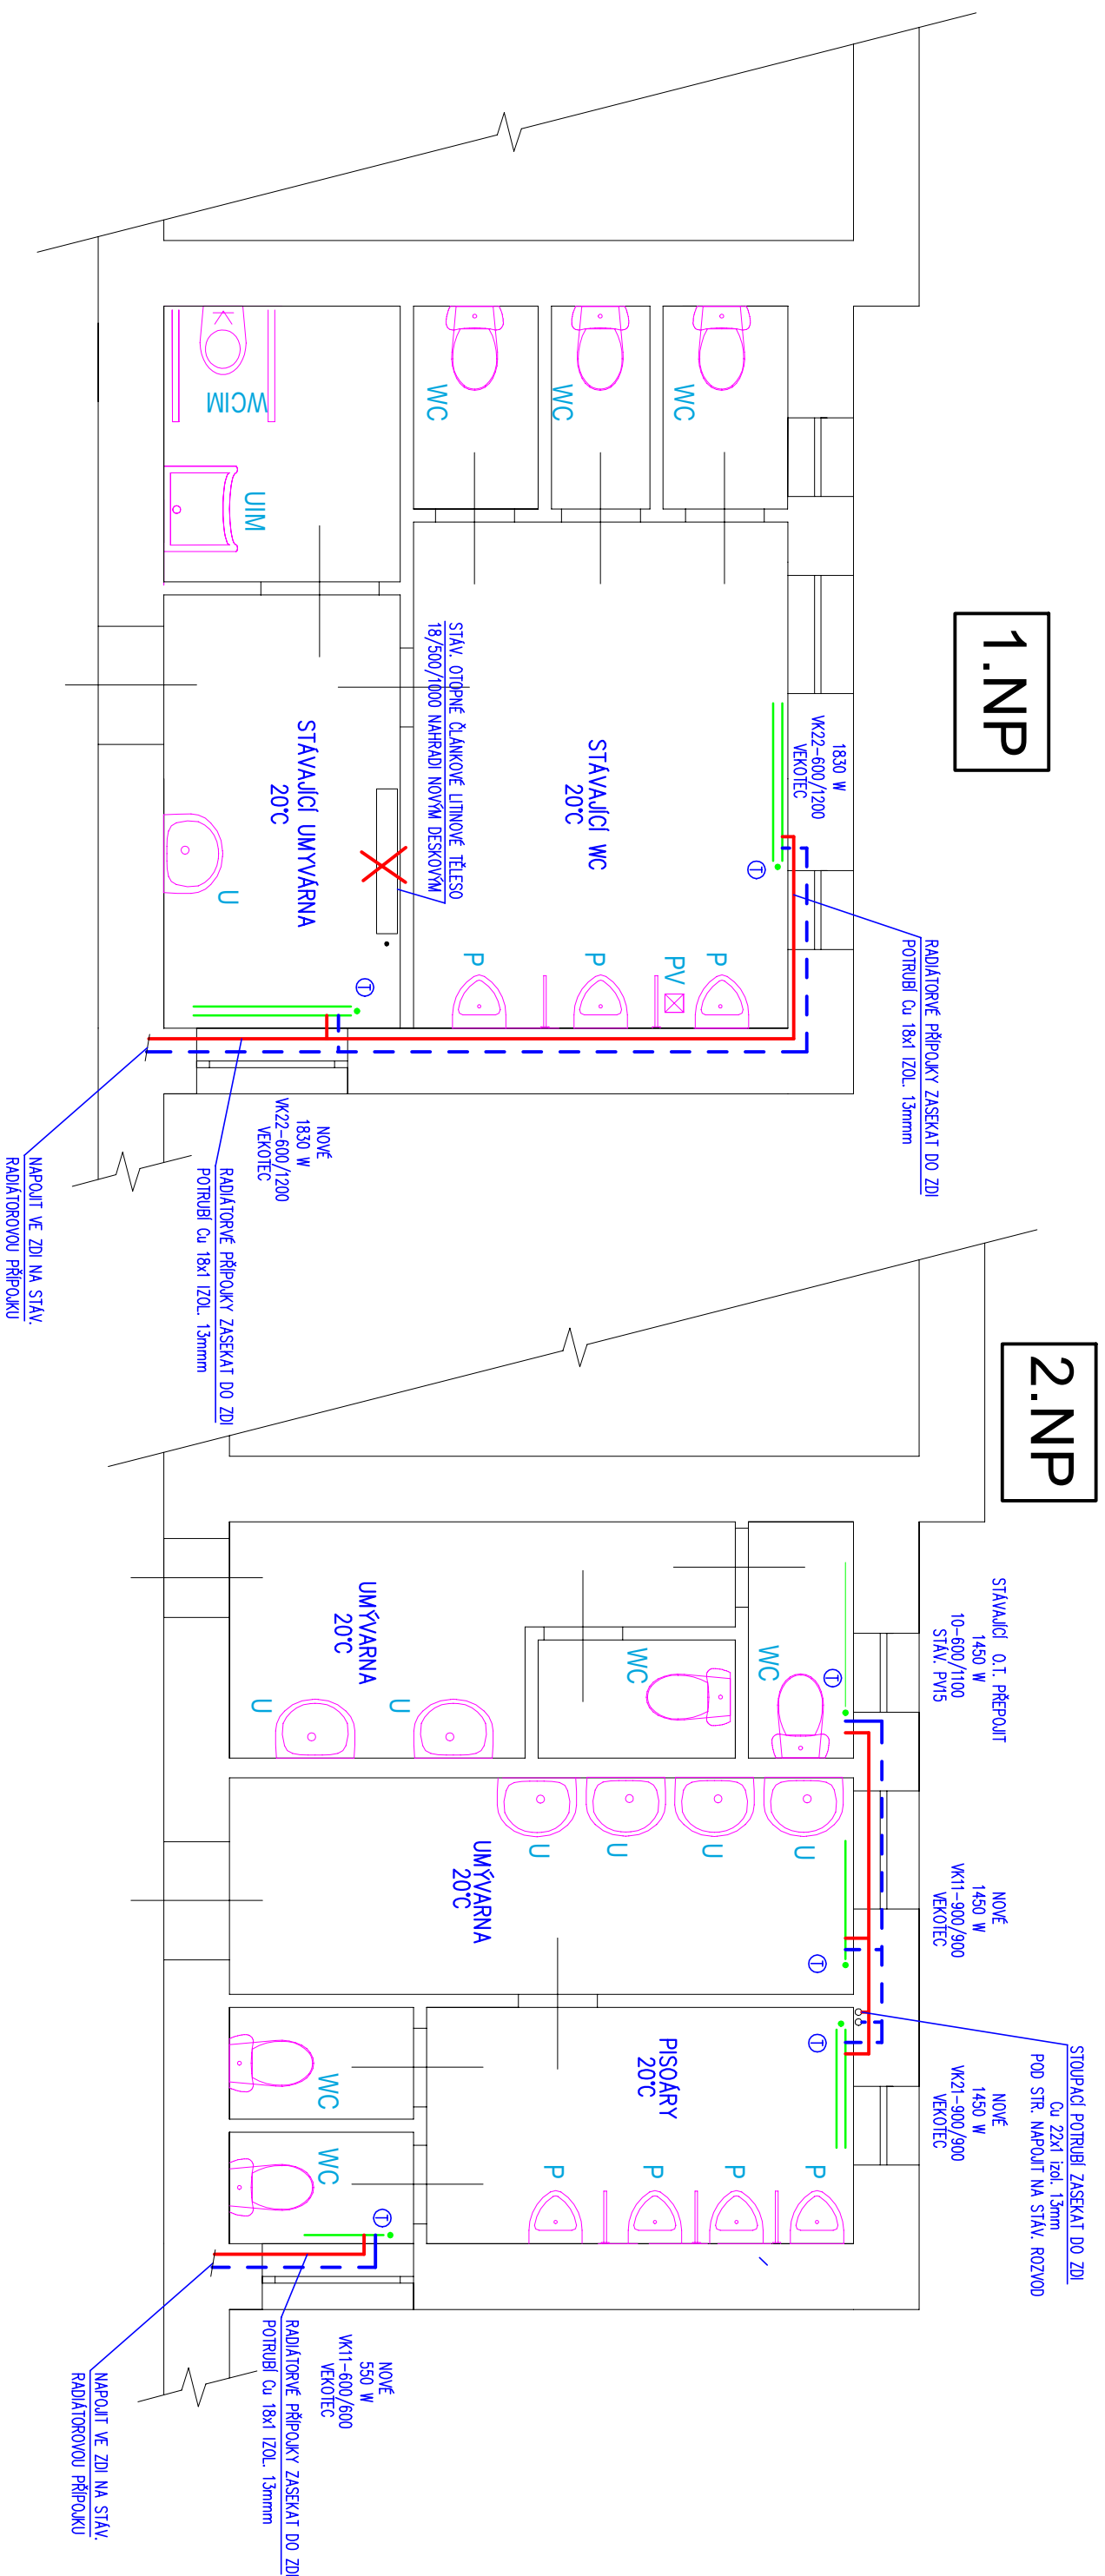 1.NP
1830 W
VK22-600/1200
VEKOTEC
RADIÁTORVÉ PŘÍPOJKY ZASEKAT DO ZDI
POTRUBÍ Cu 18x1 IZOL. 13mmm
WC
WC
WC
WCIM
UIM
STÁVAJÍCÍ WC
20°C
T
P
PV
P
P
STÁV. OTOPNÉ ČLÁNKOVÉ LITINOVÉ TĚLESO
18/500/1000 NAHRADI NOVÝM DESKOVÝM
STÁVAJÍCÍ UMYVÁRNA
20°C
T
U
NOVÉ
1830 W
VK22-600/1200
VEKOTEC
RADIÁTORVÉ PŘÍPOJKY ZASEKAT DO ZDI
POTRUBÍ Cu 18x1 IZOL. 13mmm
NAPOJIT VE ZDI NA STÁV.
RADIÁTOROVOU PŘÍPOJKU
2.NP
STÁVAJÍCÍ O.T. PŘEPOJIT
1450 W
10-600/1100
STÁV. PV15
NOVÉ
1450 W
VK11-900/900
VEKOTEC
NOVÉ
1450 W
VK21-900/900
VEKOTEC
STOUPACÍ POTRUBÍ ZASEKAT DO ZDI
Cu 22x1 izol. 13mm
POD STR. NAPOJIT NA STÁV. ROZVOD
T
WC
WC
UMÝVARNA
20°C
U
U
U
U
U
U
UMÝVARNA
20°C
T
T
PISOÁRY
20°C
P
P
P
P
WC
WC
T
NOVÉ
550 W
VK11-600/600
VEKOTEC
RADIÁTORVÉ PŘÍPOJKY ZASEKAT DO ZDI
POTRUBÍ Cu 18x1 IZOL. 13mmm
NAPOJIT VE ZDI NA STÁV.
RADIÁTOROVOU PŘÍPOJKU